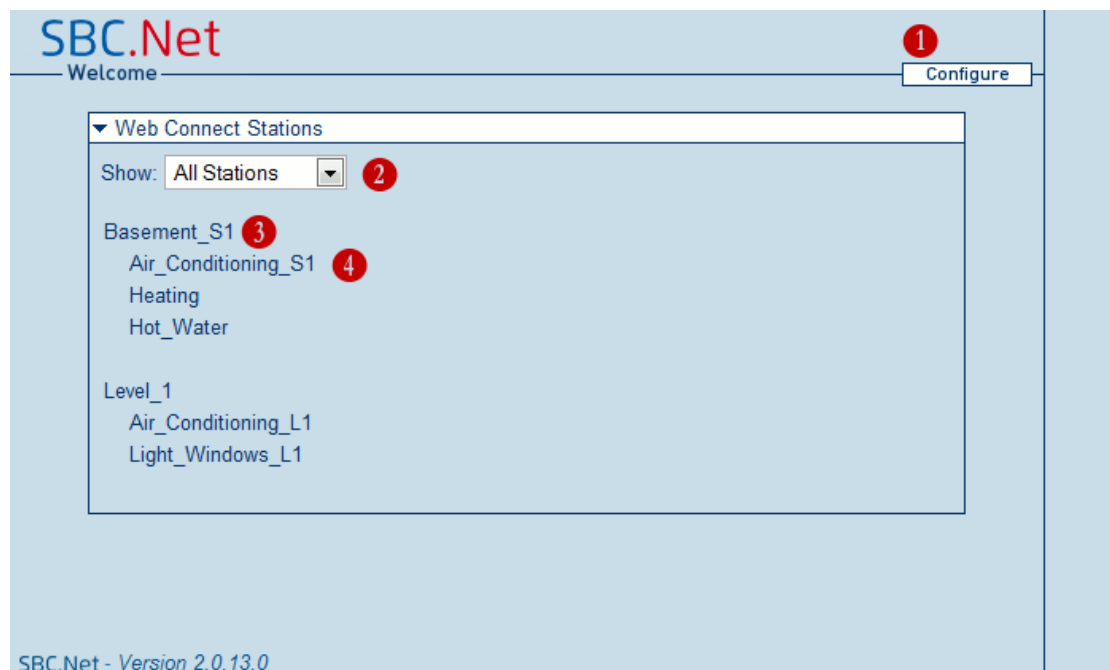 SBC.Net
1
Welcome
Configure
Web Connect Stations
Show: All Stations 2
Basement_S1 3
Air_Conditioning_S1 4
Heating
Hot_Water
Level_1
Air_Conditioning_L1
Light_Windows_L1
SBC.Net - Version 2.0.13.0